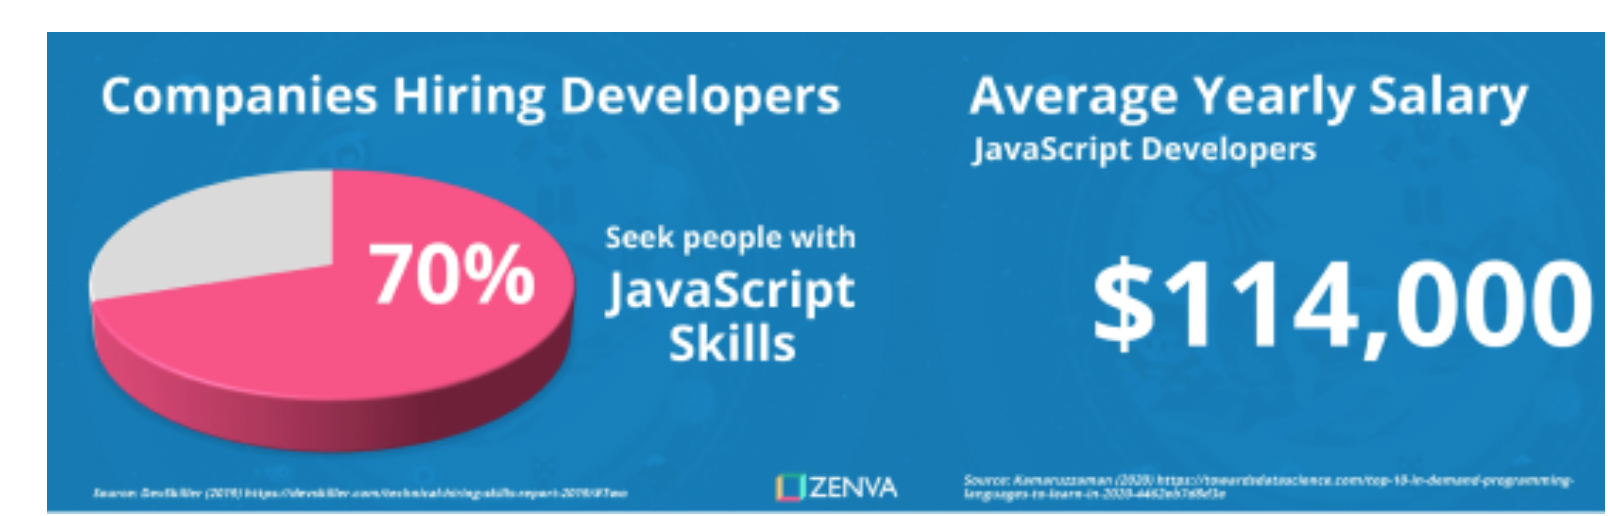 Companies Hiring Developers
70%
Seek people with
JavaScript
Skills
Source: DevSkiller (2019) https://devskiller.com/technical-hiring-skills-report-2019/
ZENVA
Average Yearly Salary
JavaScript Developers
$114,000
Source: Kamaruzzaman (2020) https://towardsdatascience.com/top-10-in-demand-programming-
languages-to-learn-in-2020-